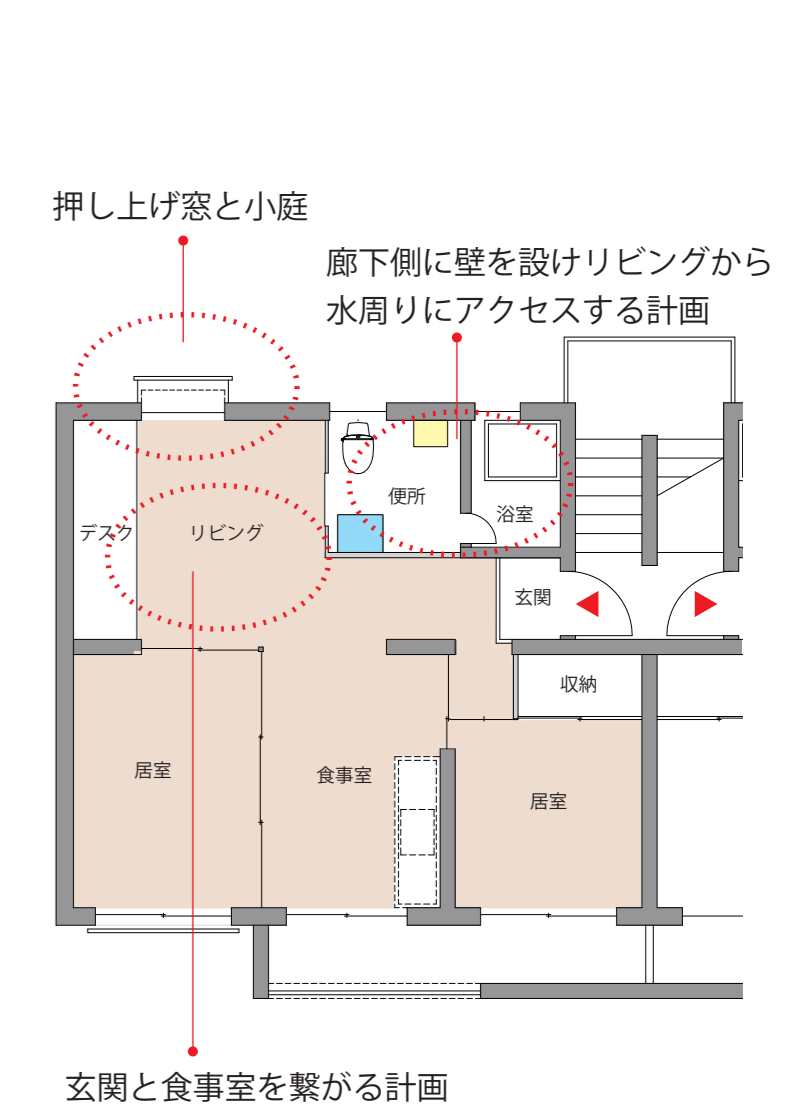 押し上げ窓と小庭
廊下側に壁を設けリビングから
水周りにアクセスする計画
便所
浴室
デスク
リビング
玄関
収納
居室
食事室
居室
玄関と食事室を繋がる計画